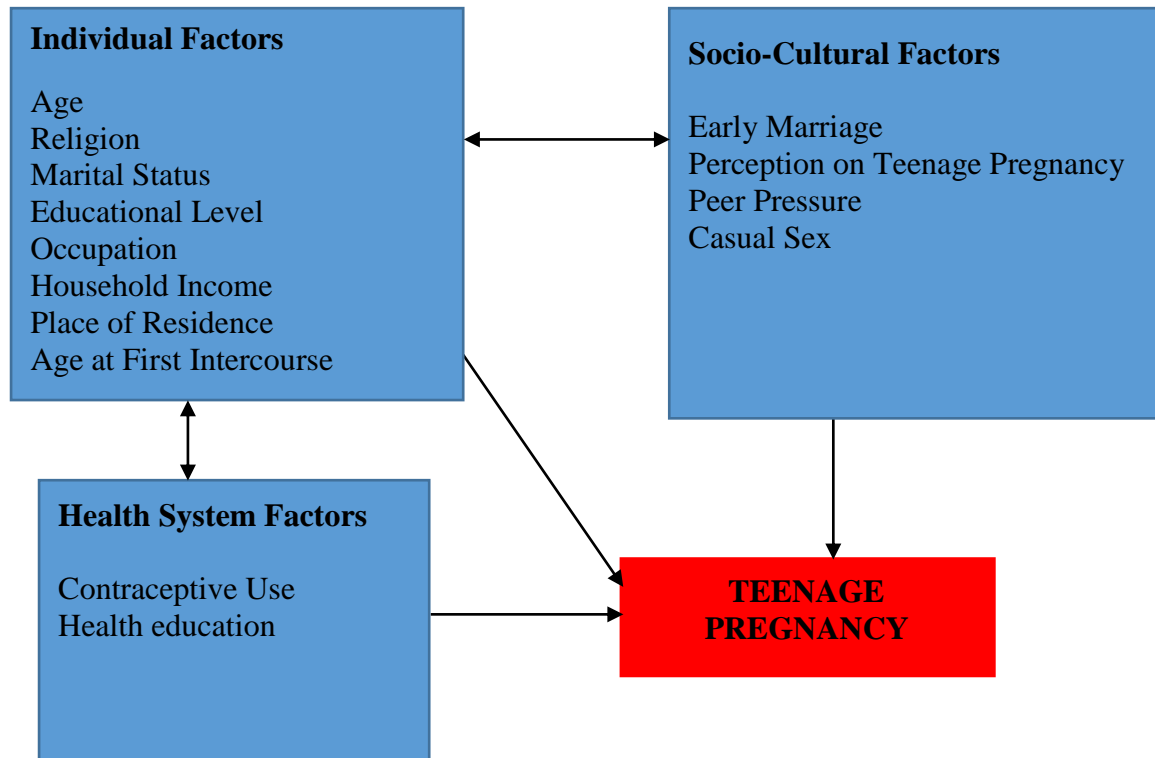 Individual Factors
Age
Religion
Marital Status
Educational Level
Occupation
Household Income
Place of Residence
Age at First Intercourse
Socio-Cultural Factors
Early Marriage
Perception on Teenage Pregnancy
Peer Pressure
Casual Sex
Health System Factors
Contraceptive Use
Health education
TEENAGE
PREGNANCY